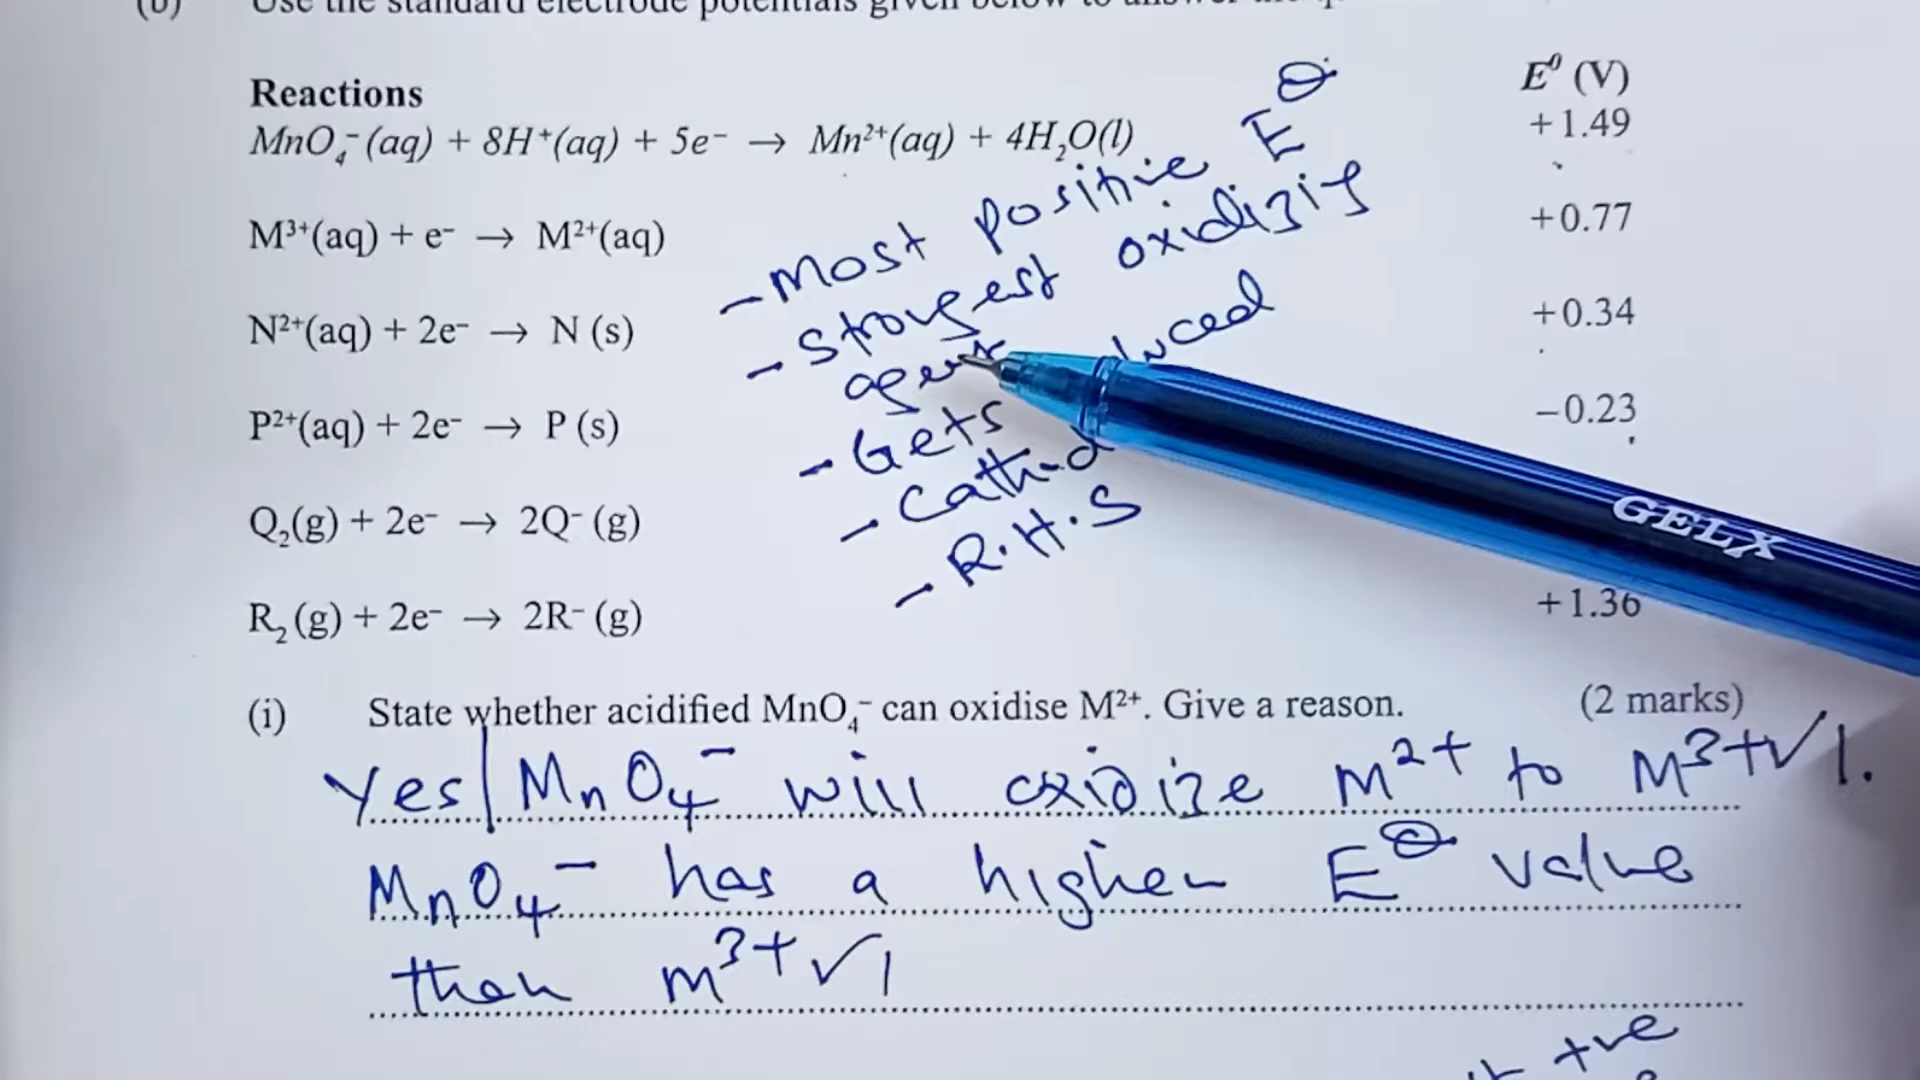 (b) Use the standard electrode potentials given below to answer the
Reactions E⁰ (V)
MnO₄⁻(aq) + 8H⁺(aq) + 5e⁻ → Mn²⁺(aq) + 4H₂O(l) +1.49
M³⁺(aq) + e⁻ → M²⁺(aq) +0.77
N²⁺(aq) + 2e⁻ → N (s) +0.34
P²⁺(aq) + 2e⁻ → P (s) −0.23
Q₂(g) + 2e⁻ → 2Q⁻ (g)
R₂(g) + 2e⁻ → 2R⁻ (g) +1.36
- Most positive E⊖
- Strongest oxidizig
agent
- Gets
- Cathod
- R.H.S
GELX
(i) State whether acidified MnO₄⁻ can oxidise M²⁺. Give a reason. (2 marks)
Yes/ MnO₄⁻ will oxidize M²⁺ to M³⁺ ✓1.
MnO₄⁻ has a higher E⊖ value
than M³⁺ ✓1
+ve